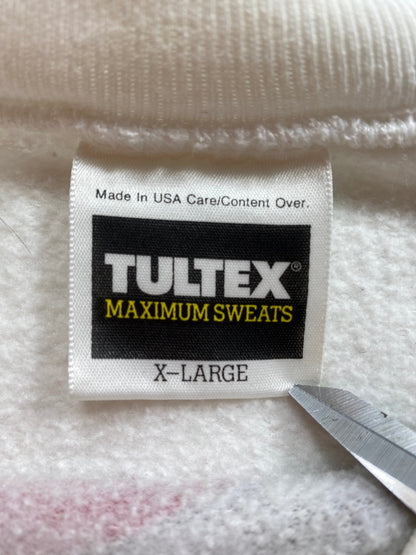 Made In USA Care/Content Over.
TULTEX®
MAXIMUM SWEATS
X-LARGE